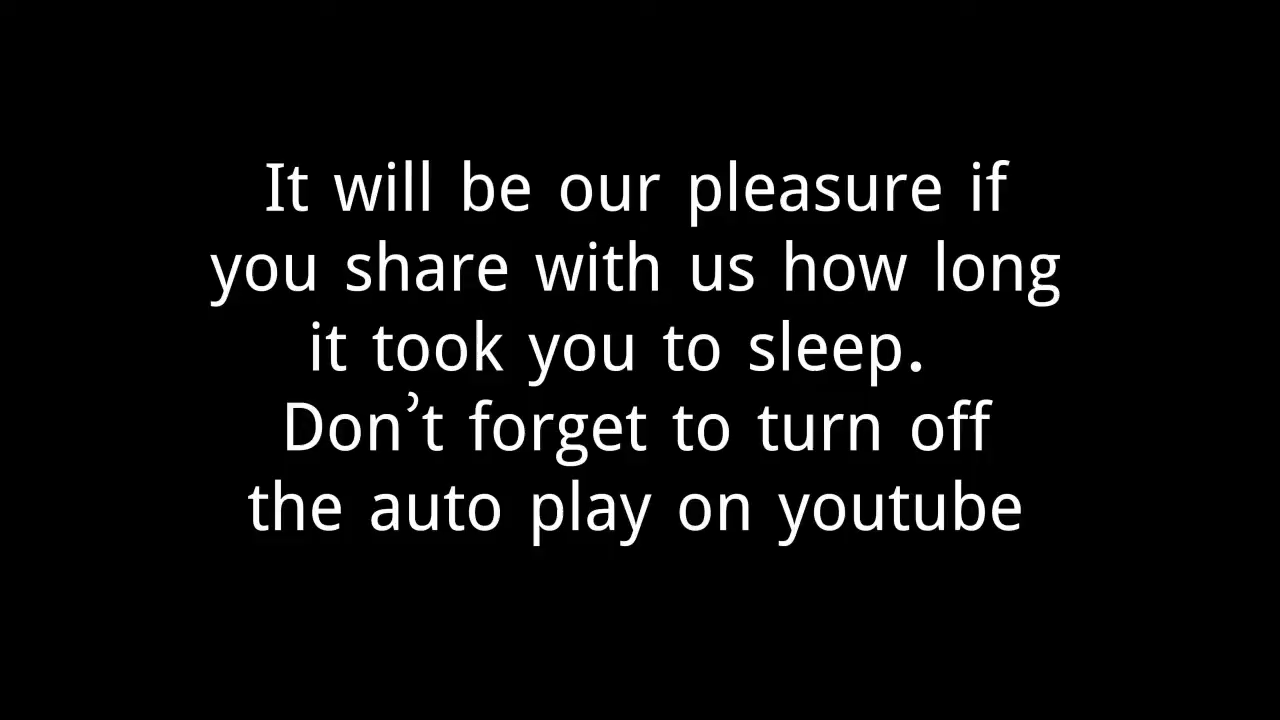 It will be our pleasure if
you share with us how long
it took you to sleep.
Don’t forget to turn off
the auto play on youtube